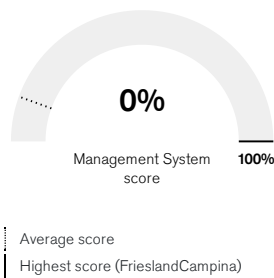 0%
Management System
score
100%
Average score
Highest score (FrieslandCampina)